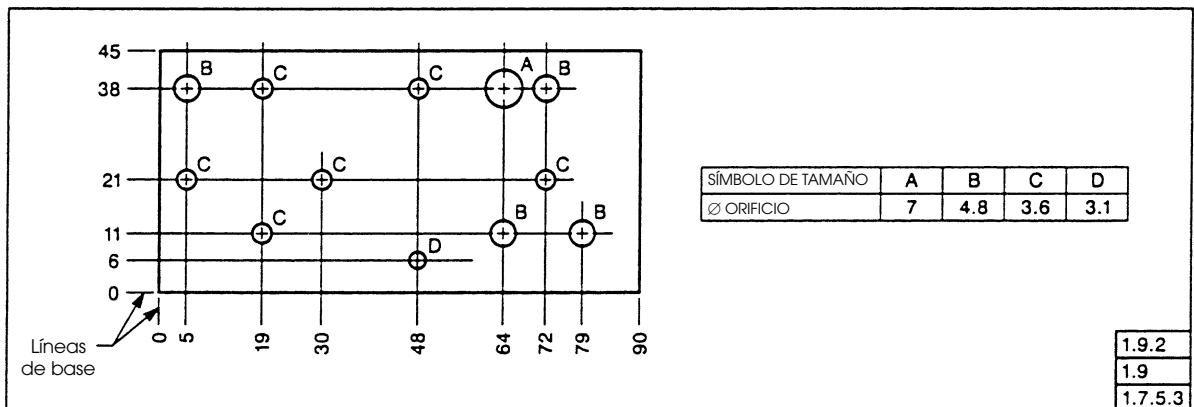 45
B C C A B
38
C C C
21
C B B
11
D
6
0
Líneas
de base
0 5 19 30 48 64 72 79 90
SÍMBOLO DE TAMAÑO A B C D
∅ ORIFICIO 7 4.8 3.6 3.1
1.9.2
1.9
1.7.5.3